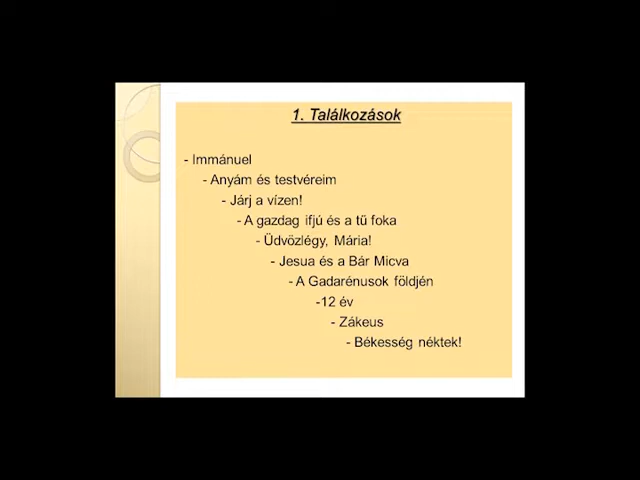 1. Találkozások
- Immánuel
- Anyám és testvéreim
- Járj a vízen!
- A gazdag ifjú és a tű foka
- Üdvözlégy, Mária!
- Jesua és a Bár Micva
- A Gadarénusok földjén
-12 év
- Zákeus
- Békesség néktek!